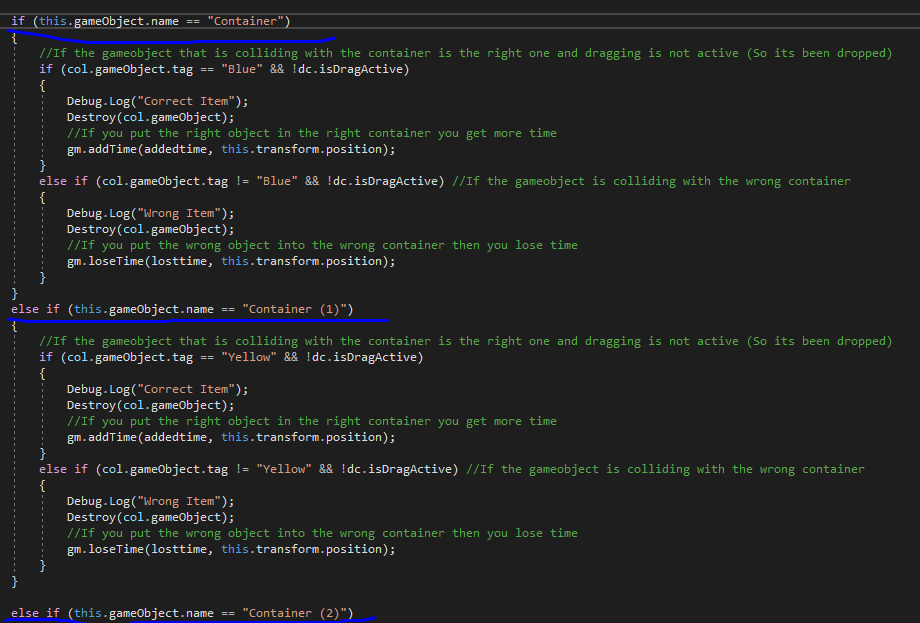 if (this.gameObject.name == "Container")
{
//If the gameobject that is colliding with the container is the right one and dragging is not active (So its been dropped)
if (col.gameObject.tag == "Blue" && !dc.isDragActive)
{
Debug.Log("Correct Item");
Destroy(col.gameObject);
//If you put the right object in the right container you get more time
gm.addTime(addedtime, this.transform.position);
}
else if (col.gameObject.tag != "Blue" && !dc.isDragActive) //If the gameobject is colliding with the wrong container
{
Debug.Log("Wrong Item");
Destroy(col.gameObject);
//If you put the wrong object into the wrong container then you lose time
gm.loseTime(losttime, this.transform.position);
}
}
else if (this.gameObject.name == "Container (1)")
{
//If the gameobject that is colliding with the container is the right one and dragging is not active (So its been dropped)
if (col.gameObject.tag == "Yellow" && !dc.isDragActive)
{
Debug.Log("Correct Item");
Destroy(col.gameObject);
//If you put the right object in the right container you get more time
gm.addTime(addedtime, this.transform.position);
}
else if (col.gameObject.tag != "Yellow" && !dc.isDragActive) //If the gameobject is colliding with the wrong container
{
Debug.Log("Wrong Item");
Destroy(col.gameObject);
//If you put the wrong object into the wrong container then you lose time
gm.loseTime(losttime, this.transform.position);
}
}
else if (this.gameObject.name == "Container (2)")